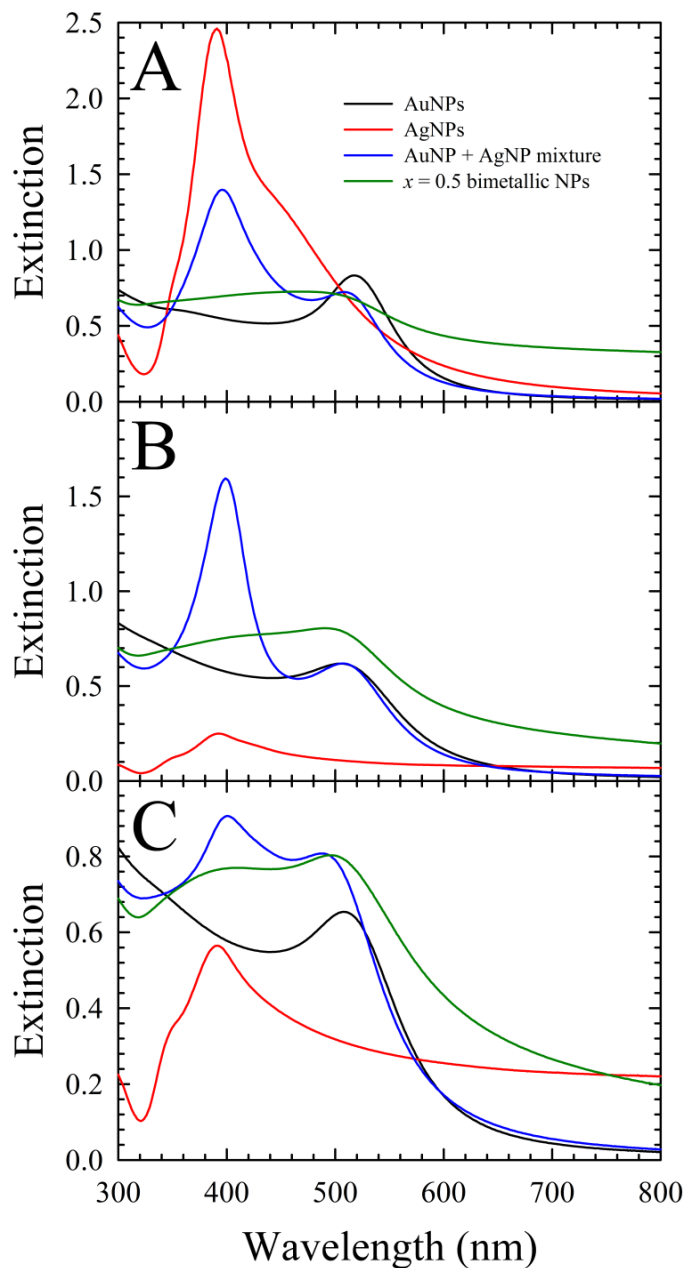 A
2.5
2.0
1.5
1.0
0.5
0.0
Extinction
AuNPs
AgNPs
AuNP + AgNP mixture
x = 0.5 bimetallic NPs
B
1.5
1.0
0.5
0.0
Extinction
C
0.8
0.6
0.4
0.2
0.0
Extinction
300 400 500 600 700 800
Wavelength (nm)